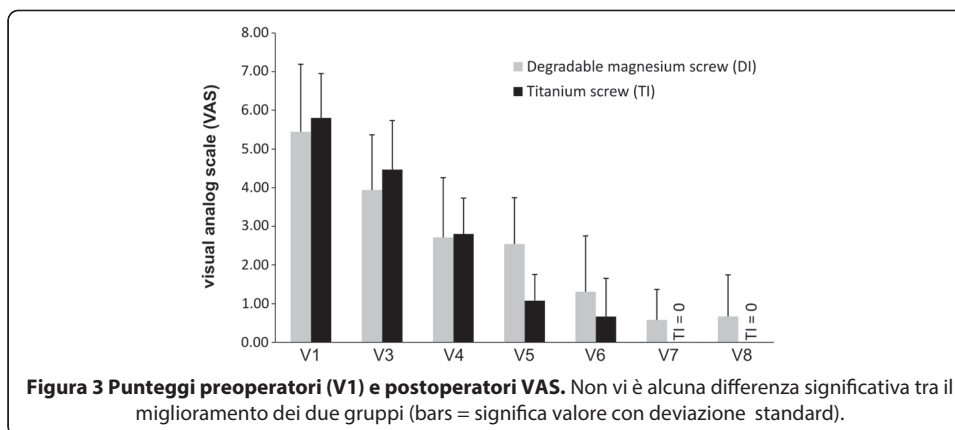 8.00
7.00
6.00
5.00
4.00
3.00
2.00
1.00
0.00
visual analog scale (VAS)
Degradable magnesium screw (DI)
Titanium screw (TI)
TI = 0
TI = 0
V1 V3 V4 V5 V6 V7 V8
Figura 3 Punteggi preoperatori (V1) e postoperatori VAS. Non vi è alcuna differenza significativa tra il
miglioramento dei due gruppi (bars = significa valore con deviazione standard).